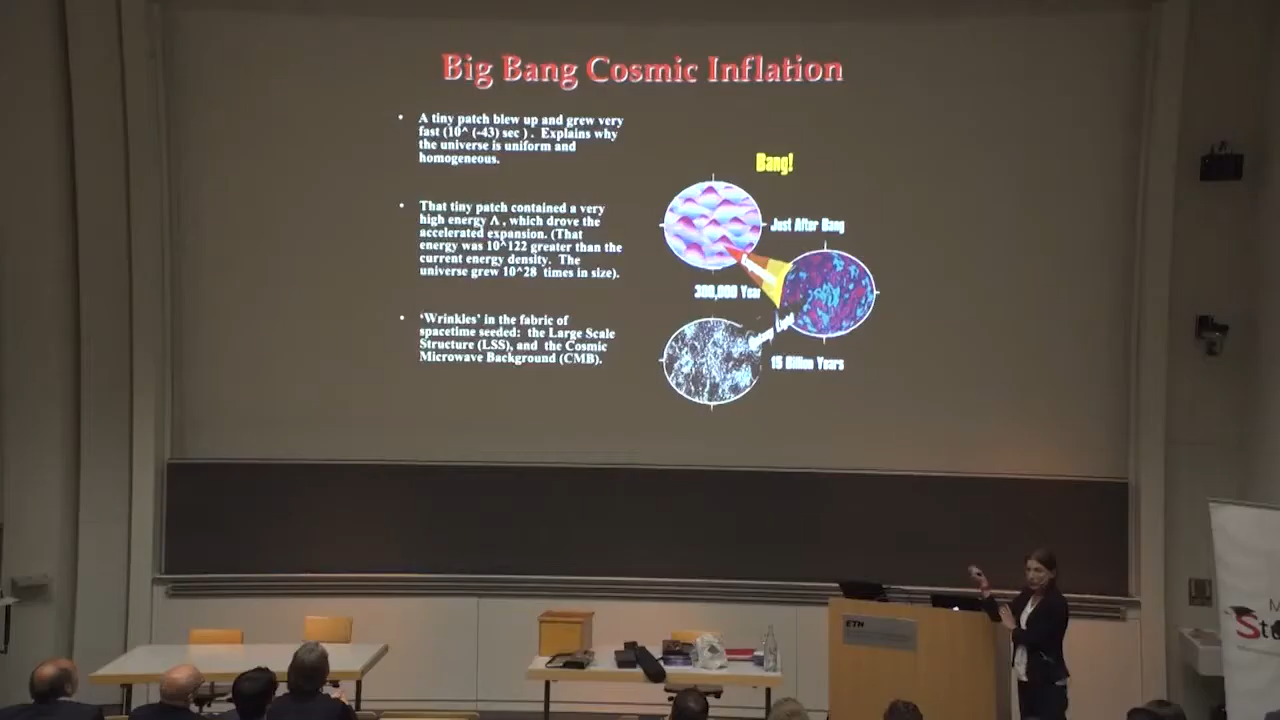 Big Bang Cosmic Inflation
• A tiny patch blew up and grew very
fast (10^ (-43) sec ) . Explains why
the universe is uniform and
homogeneous.
• That tiny patch contained a very
high energy Λ , which drove the
accelerated expansion. (That
energy was 10^122 greater than the
current energy density. The
universe grew 10^28 times in size).
• 'Wrinkles' in the fabric of
spacetime seeded: the Large Scale
Structure (LSS), and the Cosmic
Microwave Background (CMB).
Bang!
Just After Bang
300,000 Year
Light
15 Billion Years